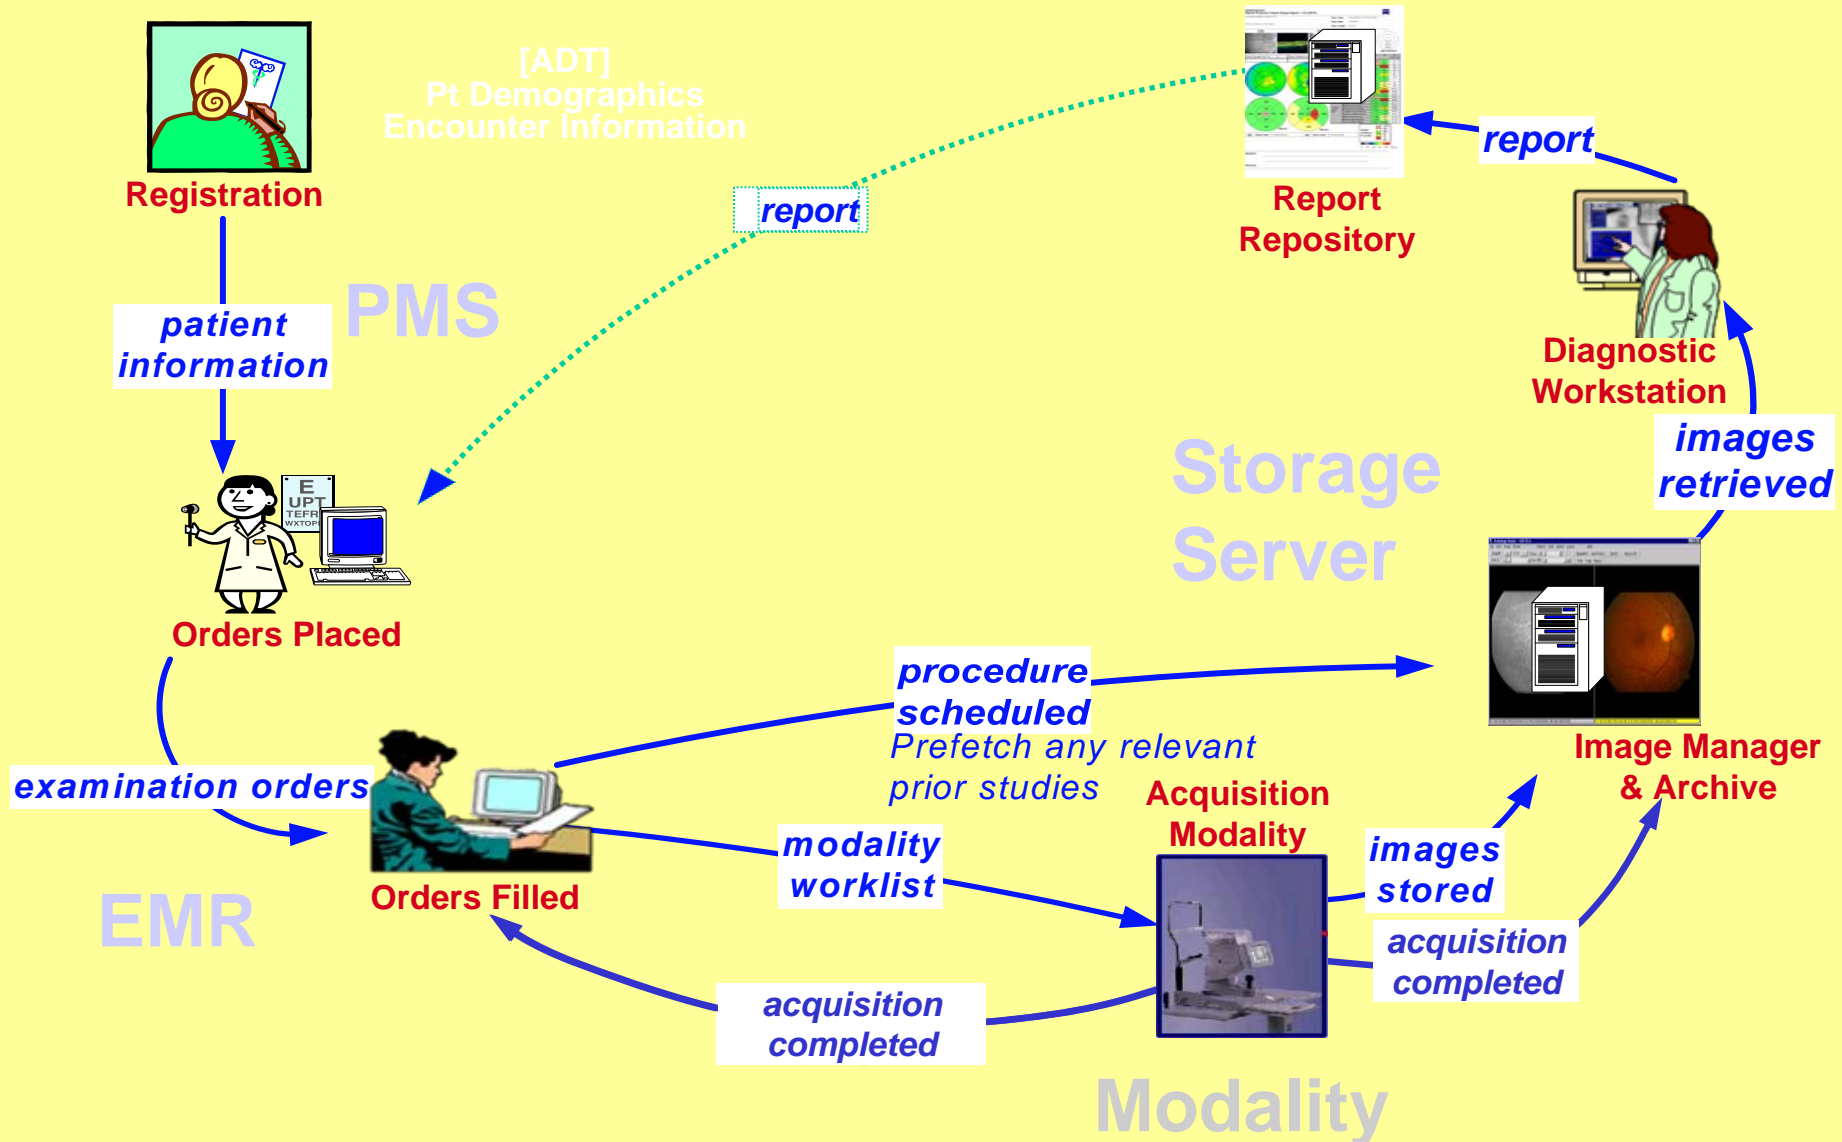 [ADT]
Pt Demographics
Encounter Information
Registration
report
report
Report
Repository
PMS
patient
information
Diagnostic
Workstation
images
retrieved
Storage
Server
E
UPT
TEFR
Orders Placed
procedure
scheduled
Prefetch any relevant
prior studies
Image Manager
& Archive
examination orders
Acquisition
Modality
modality
worklist
images
stored
Orders Filled
EMR
acquisition
completed
acquisition
completed
Modality